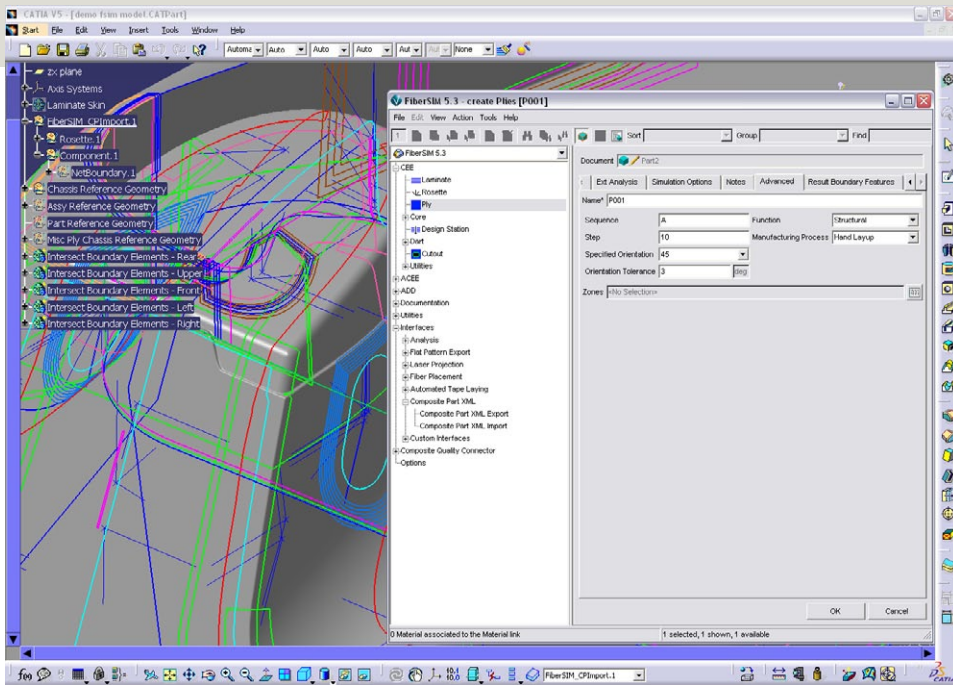 CATIA V5 - [demo fsim model.CATPart]
Start File Edit View Insert Tools Window Help
Automa Auto Auto Auto Aut None
zx plane
Axis Systems
Laminate Skin
FiberSIM_CPImport.1
Rosette.1
Component.1
NetBoundary.1
Chassis Reference Geometry
Assy Reference Geometry
Part Reference Geometry
Misc Ply Chassis Reference Geometry
Intersect Boundary Elements - Rear
Intersect Boundary Elements - Upper
Intersect Boundary Elements - Front
Intersect Boundary Elements - Left
Intersect Boundary Elements - Right
FiberSIM 5.3 - create Plies [P001]
File Edit View Action Tools Help
Sort Group Find
FiberSIM 5.3
CEE
Laminate
Rosette
Ply
Core
Design Station
Dart
Cutout
Utilities
ACEE
ADD
Documentation
Utilities
Interfaces
Analysis
Flat Pattern Export
Laser Projection
Fiber Placement
Automated Tape Laying
Composite Part XML
Composite Part XML Export
Composite Part XML Import
Custom Interfaces
Composite Quality Connector
Options
Document Part2
Ext Analysis Simulation Options Notes Advanced Result Boundary Features
Name* P001
Sequence A Function Structural
Step 10 Manufacturing Process Hand Layup
Specified Orientation 45
Orientation Tolerance 3 deg
Zones «No Selection»
OK Cancel
0 Material associated to the Material link 1 selected, 1 shown, 1 available
FiberSIM_CPImport.1
CATIA